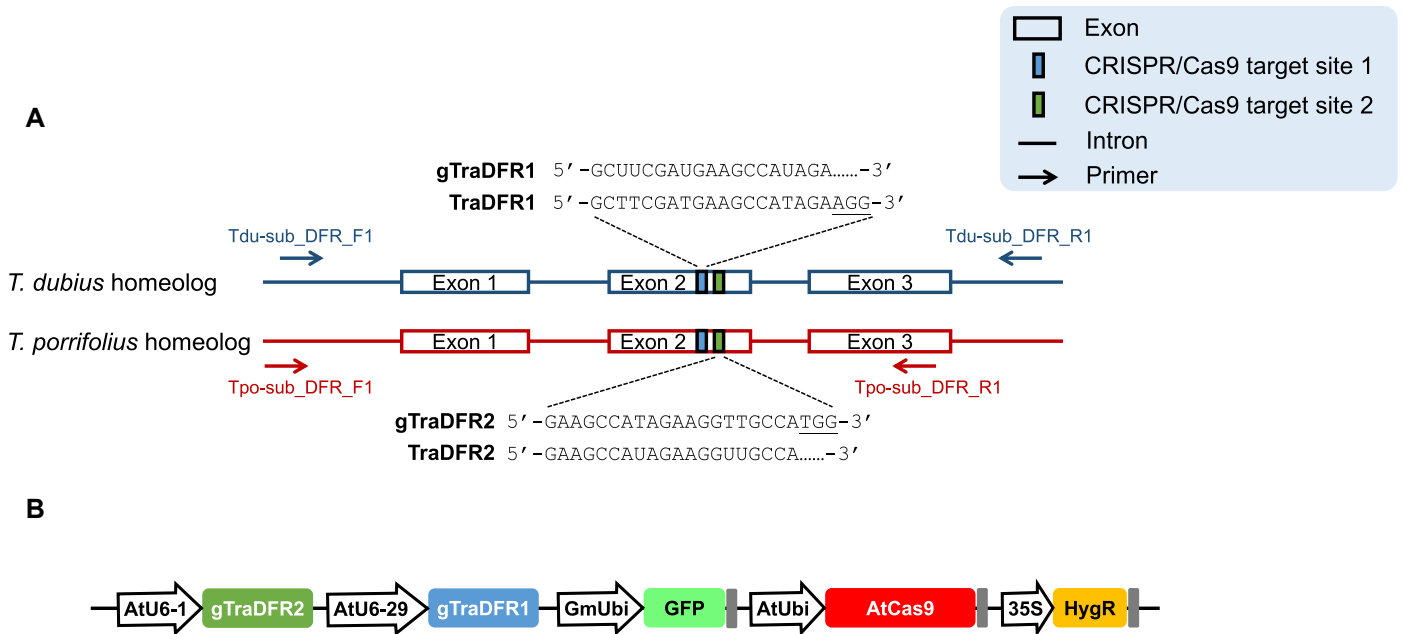 Exon
CRISPR/Cas9 target site 1
CRISPR/Cas9 target site 2
Intron
Primer
A
gTraDFR1 5′-GCUUCGAUGAAGCCAUAGA......-3′
TraDFR1 5′-GCTTCGATGAAGCCATAGAAGG-3′
Tdu-sub_DFR_F1 Tdu-sub_DFR_R1
T. dubius homeolog Exon 1 Exon 2 Exon 3
T. porrifolius homeolog Exon 1 Exon 2 Exon 3
Tpo-sub_DFR_F1 Tpo-sub_DFR_R1
gTraDFR2 5′-GAAGCCATAGAAGGTTGCCATGG-3′
TraDFR2 5′-GAAGCCAUAGAAGGUUGCCA......-3′
B
AtU6-1 gTraDFR2 AtU6-29 gTraDFR1 GmUbi GFP AtUbi AtCas9 35S HygR